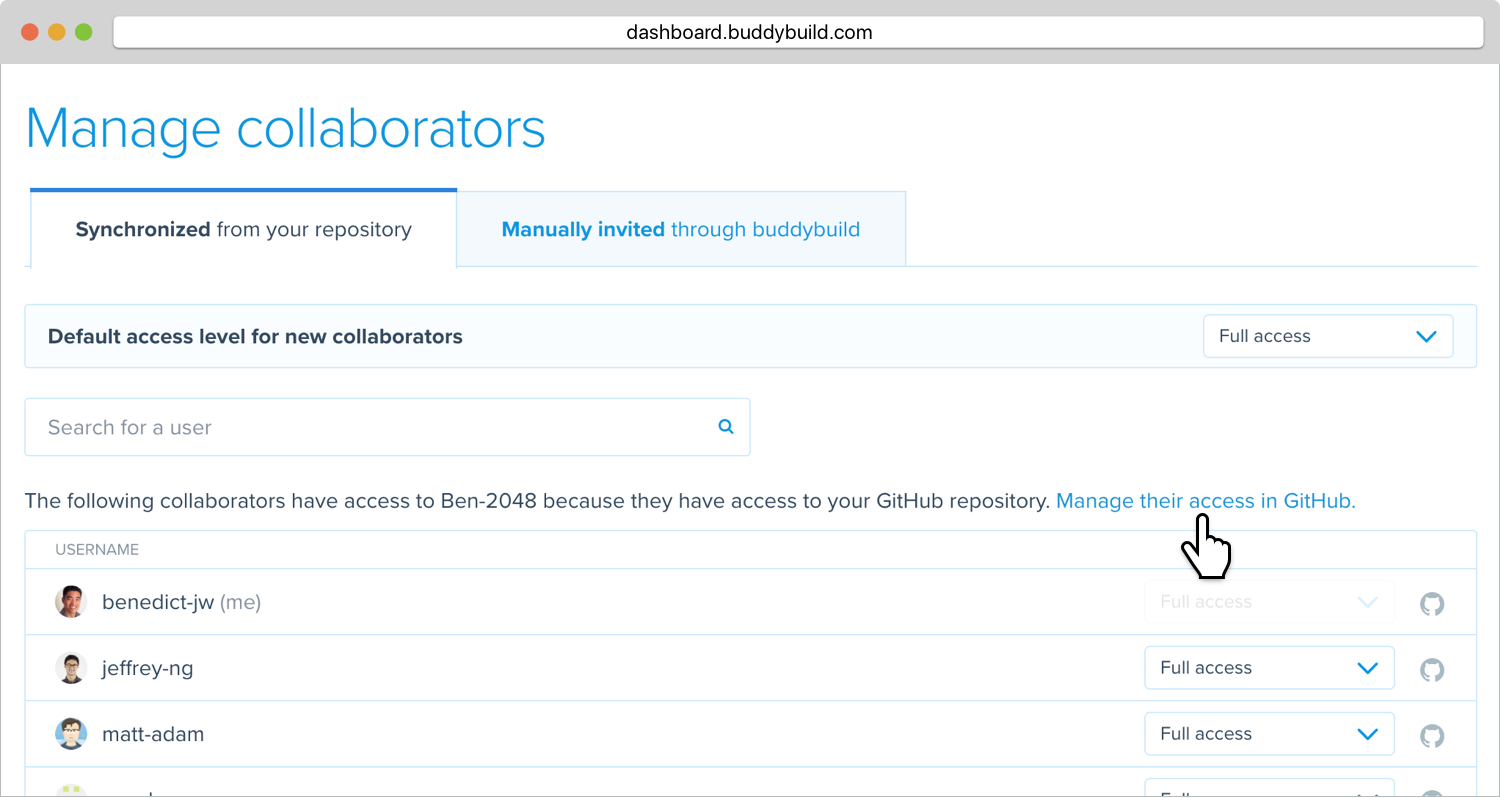 dashboard.buddybuild.com
Manage collaborators
Synchronized from your repository
Manually invited through buddybuild
Default access level for new collaborators
Full access
Search for a user
The following collaborators have access to Ben-2048 because they have access to your GitHub repository. Manage their access in GitHub.
USERNAME
benedict-jw (me)
Full access
jeffrey-ng
Full access
matt-adam
Full access